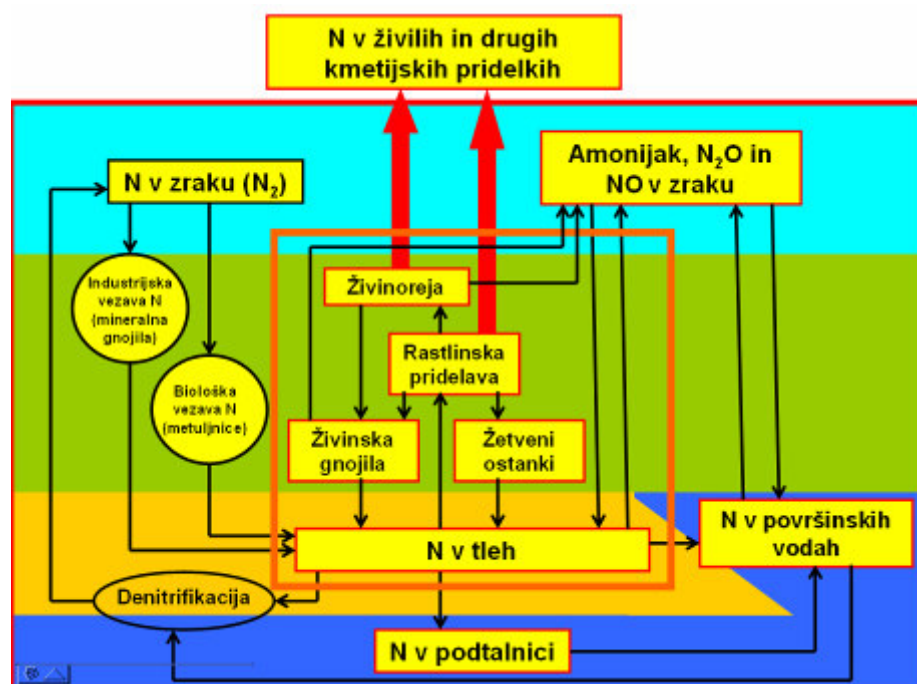 N v živilih in drugih
kmetijskih pridelkih
N v zraku (N₂)
Amonijak, N₂O in
NO v zraku
Industrijska
vezava N
(mineralna
gnojila)
Živinoreja
Rastlinska
pridelava
Biološka
vezava N
(metuljnice)
Živinska
gnojila
Žetveni
ostanki
N v tleh
N v površinskih
vodah
Denitrifikacija
N v podtalnici